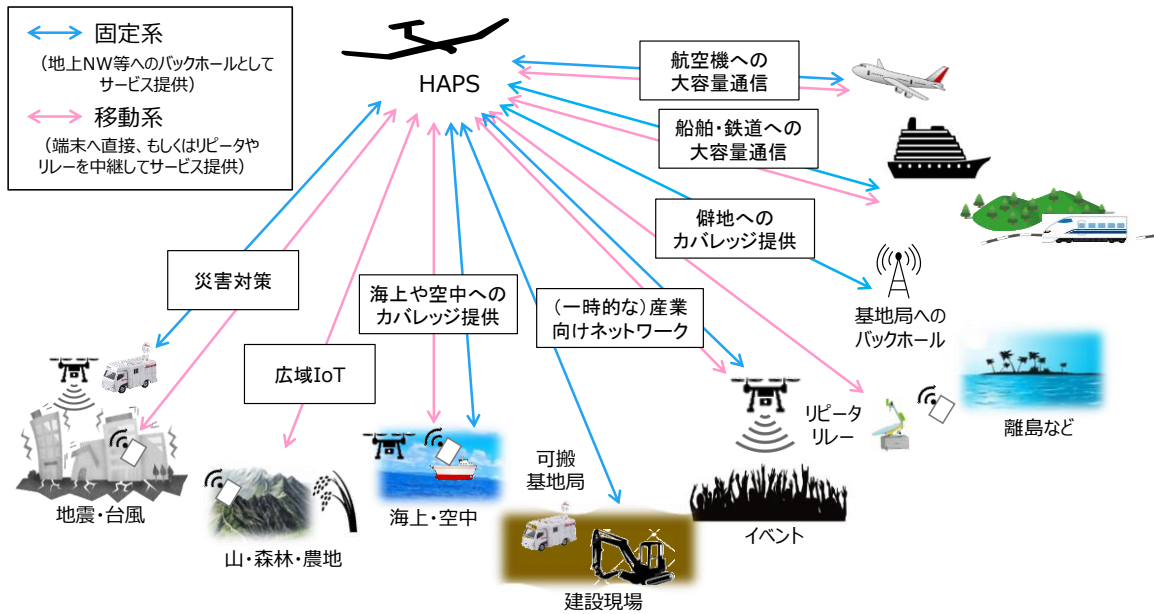 固定系
（地上NW等へのバックホールとして
サービス提供）
移動系
（端末へ直接、もしくはリピータや
リレーを中継してサービス提供）
HAPS
航空機への
大容量通信
船舶・鉄道への
大容量通信
僻地への
カバレッジ提供
災害対策
海上や空中への
カバレッジ提供
（一時的な）産業
向けネットワーク
広域IoT
基地局への
バックホール
リピータ
リレー
離島など
可搬
基地局
地震・台風
山・森林・農地
海上・空中
イベント
建設現場